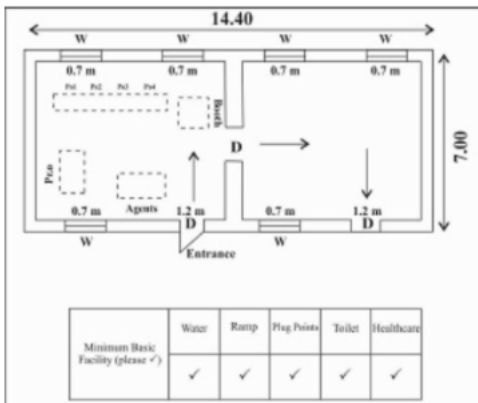 14.40
W W W W
0.7 m 0.7 m 0.7 m 0.7 m
Po1 Po2 Po3 Po4
Booth
7.00
D
P.r.o
0.7 m Agents 1.2 m 0.7 m 1.2 m
D D
W Entrance W
Minimum Basic Facility (please ✓) Water Ramp Plug Points Toilet Healthcare
✓ ✓ ✓ ✓ ✓